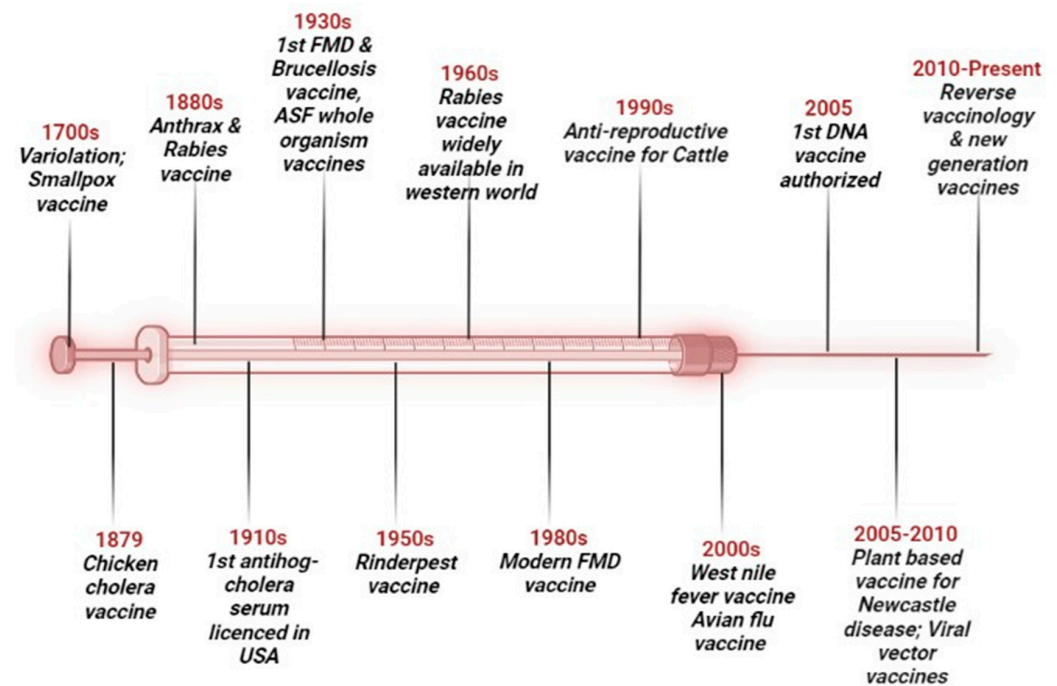 1700s
Variolation;
Smallpox
vaccine
1880s
Anthrax &
Rabies
vaccine
1930s
1st FMD &
Brucellosis
vaccine,
ASF whole
organism
vaccines
1960s
Rabies
vaccine
widely
available in
western world
1990s
Anti-reproductive
vaccine for Cattle
2005
1st DNA
vaccine
authorized
2010-Present
Reverse
vaccinology
& new
generation
vaccines
1879
Chicken
cholera
vaccine
1910s
1st antihog-
cholera
serum
licenced in
USA
1950s
Rinderpest
vaccine
1980s
Modern FMD
vaccine
2000s
West nile
fever vaccine
Avian flu
vaccine
2005-2010
Plant based
vaccine for
Newcastle
disease; Viral
vector
vaccines